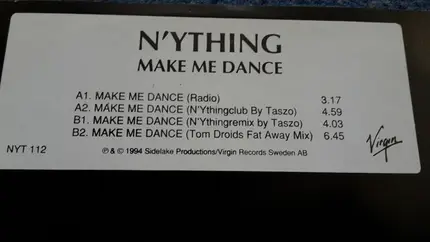 N'YTHING
MAKE ME DANCE
A1. MAKE ME DANCE (Radio) 3.17
A2. MAKE ME DANCE (N'Ythingclub By Taszo) 4.59
B1. MAKE ME DANCE (N'Ythingremix by Taszo) 4.03
B2. MAKE ME DANCE (Tom Droids Fat Away Mix) 6.45
Virgin
NYT 112
℗ & © 1994 Sidelake Productions/Virgin Records Sweden AB